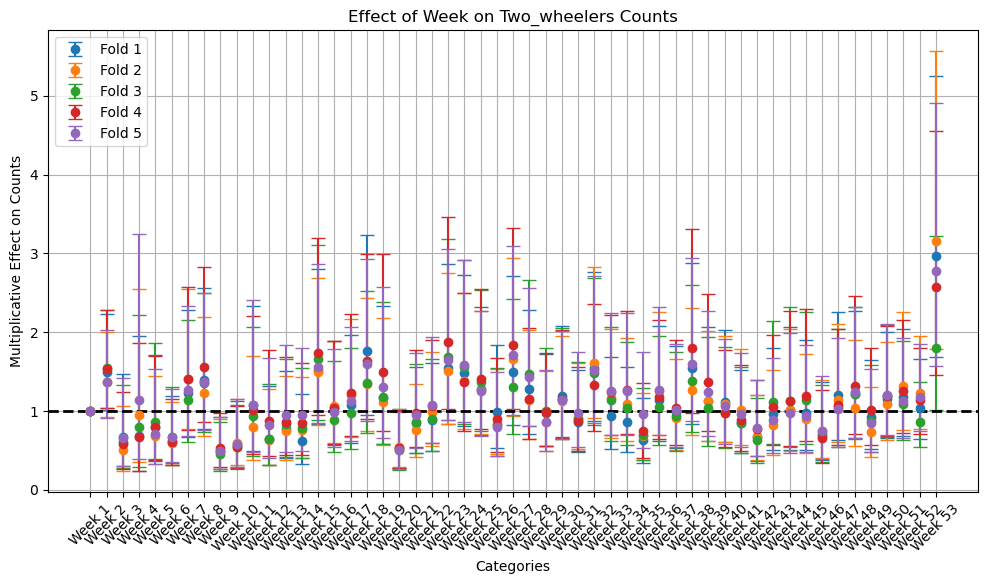 Effect of Week on Two_wheelers Counts
Fold 1
Fold 2
Fold 3
Fold 4
Fold 5
Multiplicative Effect on Counts
5
4
3
2
1
0
Week 1
Week 2
Week 3
Week 4
Week 5
Week 6
Week 7
Week 8
Week 9
Week 10
Week 11
Week 12
Week 13
Week 14
Week 15
Week 16
Week 17
Week 18
Week 19
Week 20
Week 21
Week 22
Week 23
Week 24
Week 25
Week 26
Week 27
Week 28
Week 29
Week 30
Week 31
Week 32
Week 33
Week 34
Week 35
Week 36
Week 37
Week 38
Week 39
Week 40
Week 41
Week 42
Week 43
Week 44
Week 45
Week 46
Week 47
Week 48
Week 49
Week 50
Week 51
Week 52
Week 53
Categories